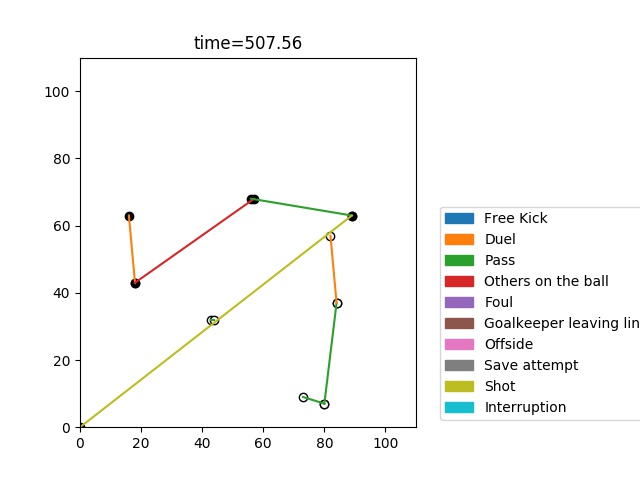 time=507.56
100
80
60
40
20
0
0 20 40 60 80 100
Free Kick
Duel
Pass
Others on the ball
Foul
Goalkeeper leaving lin
Offside
Save attempt
Shot
Interruption